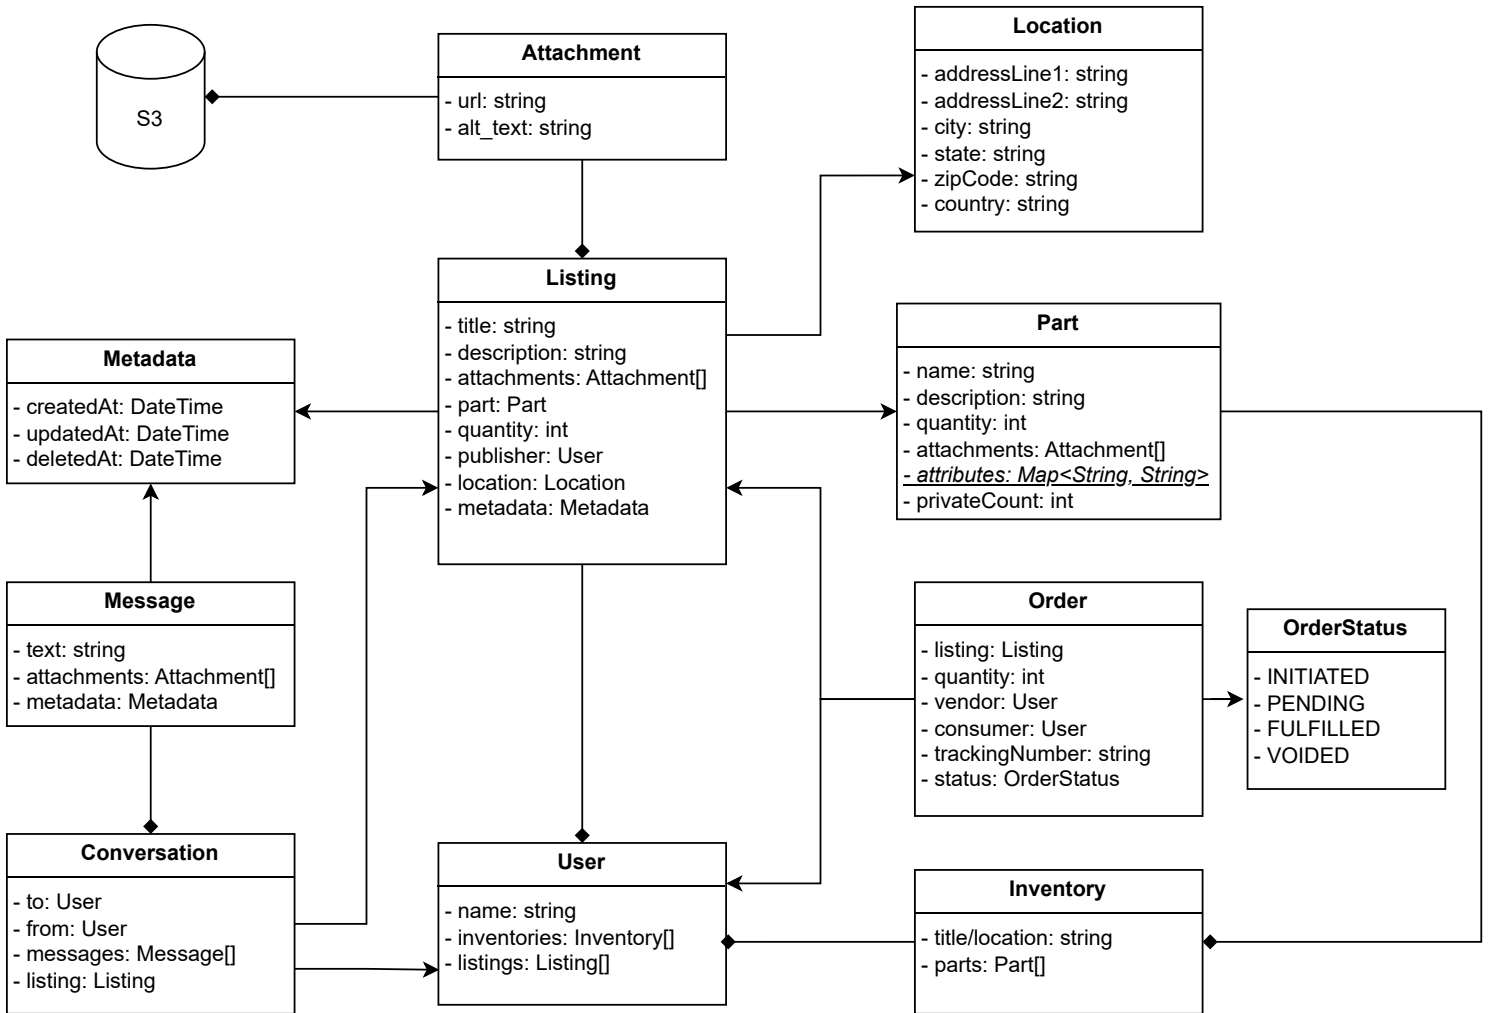 S3
Attachment
- url: string
- alt_text: string
Location
- addressLine1: string
- addressLine2: string
- city: string
- state: string
- zipCode: string
- country: string
Listing
- title: string
- description: string
- attachments: Attachment[]
- part: Part
- quantity: int
- publisher: User
- location: Location
- metadata: Metadata
Part
- name: string
- description: string
- quantity: int
- attachments: Attachment[]
- attributes: Map<String, String>
- privateCount: int
Metadata
- createdAt: DateTime
- updatedAt: DateTime
- deletedAt: DateTime
Message
- text: string
- attachments: Attachment[]
- metadata: Metadata
Order
- listing: Listing
- quantity: int
- vendor: User
- consumer: User
- trackingNumber: string
- status: OrderStatus
OrderStatus
- INITIATED
- PENDING
- FULFILLED
- VOIDED
Conversation
- to: User
- from: User
- messages: Message[]
- listing: Listing
User
- name: string
- inventories: Inventory[]
- listings: Listing[]
Inventory
- title/location: string
- parts: Part[]